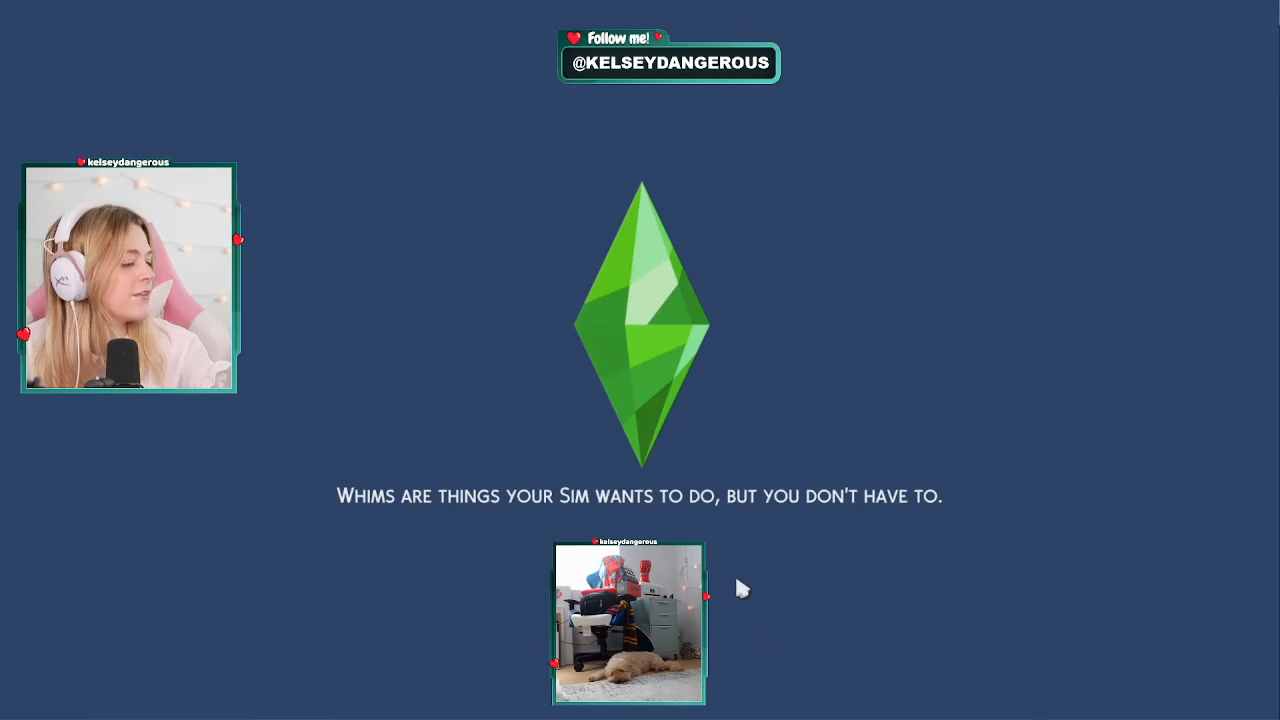 Follow me!
@KELSEYDANGEROUS
kelseydangerous
WHIMS ARE THINGS YOUR SIM WANTS TO DO, BUT YOU DON'T HAVE TO.
kelseydangerous